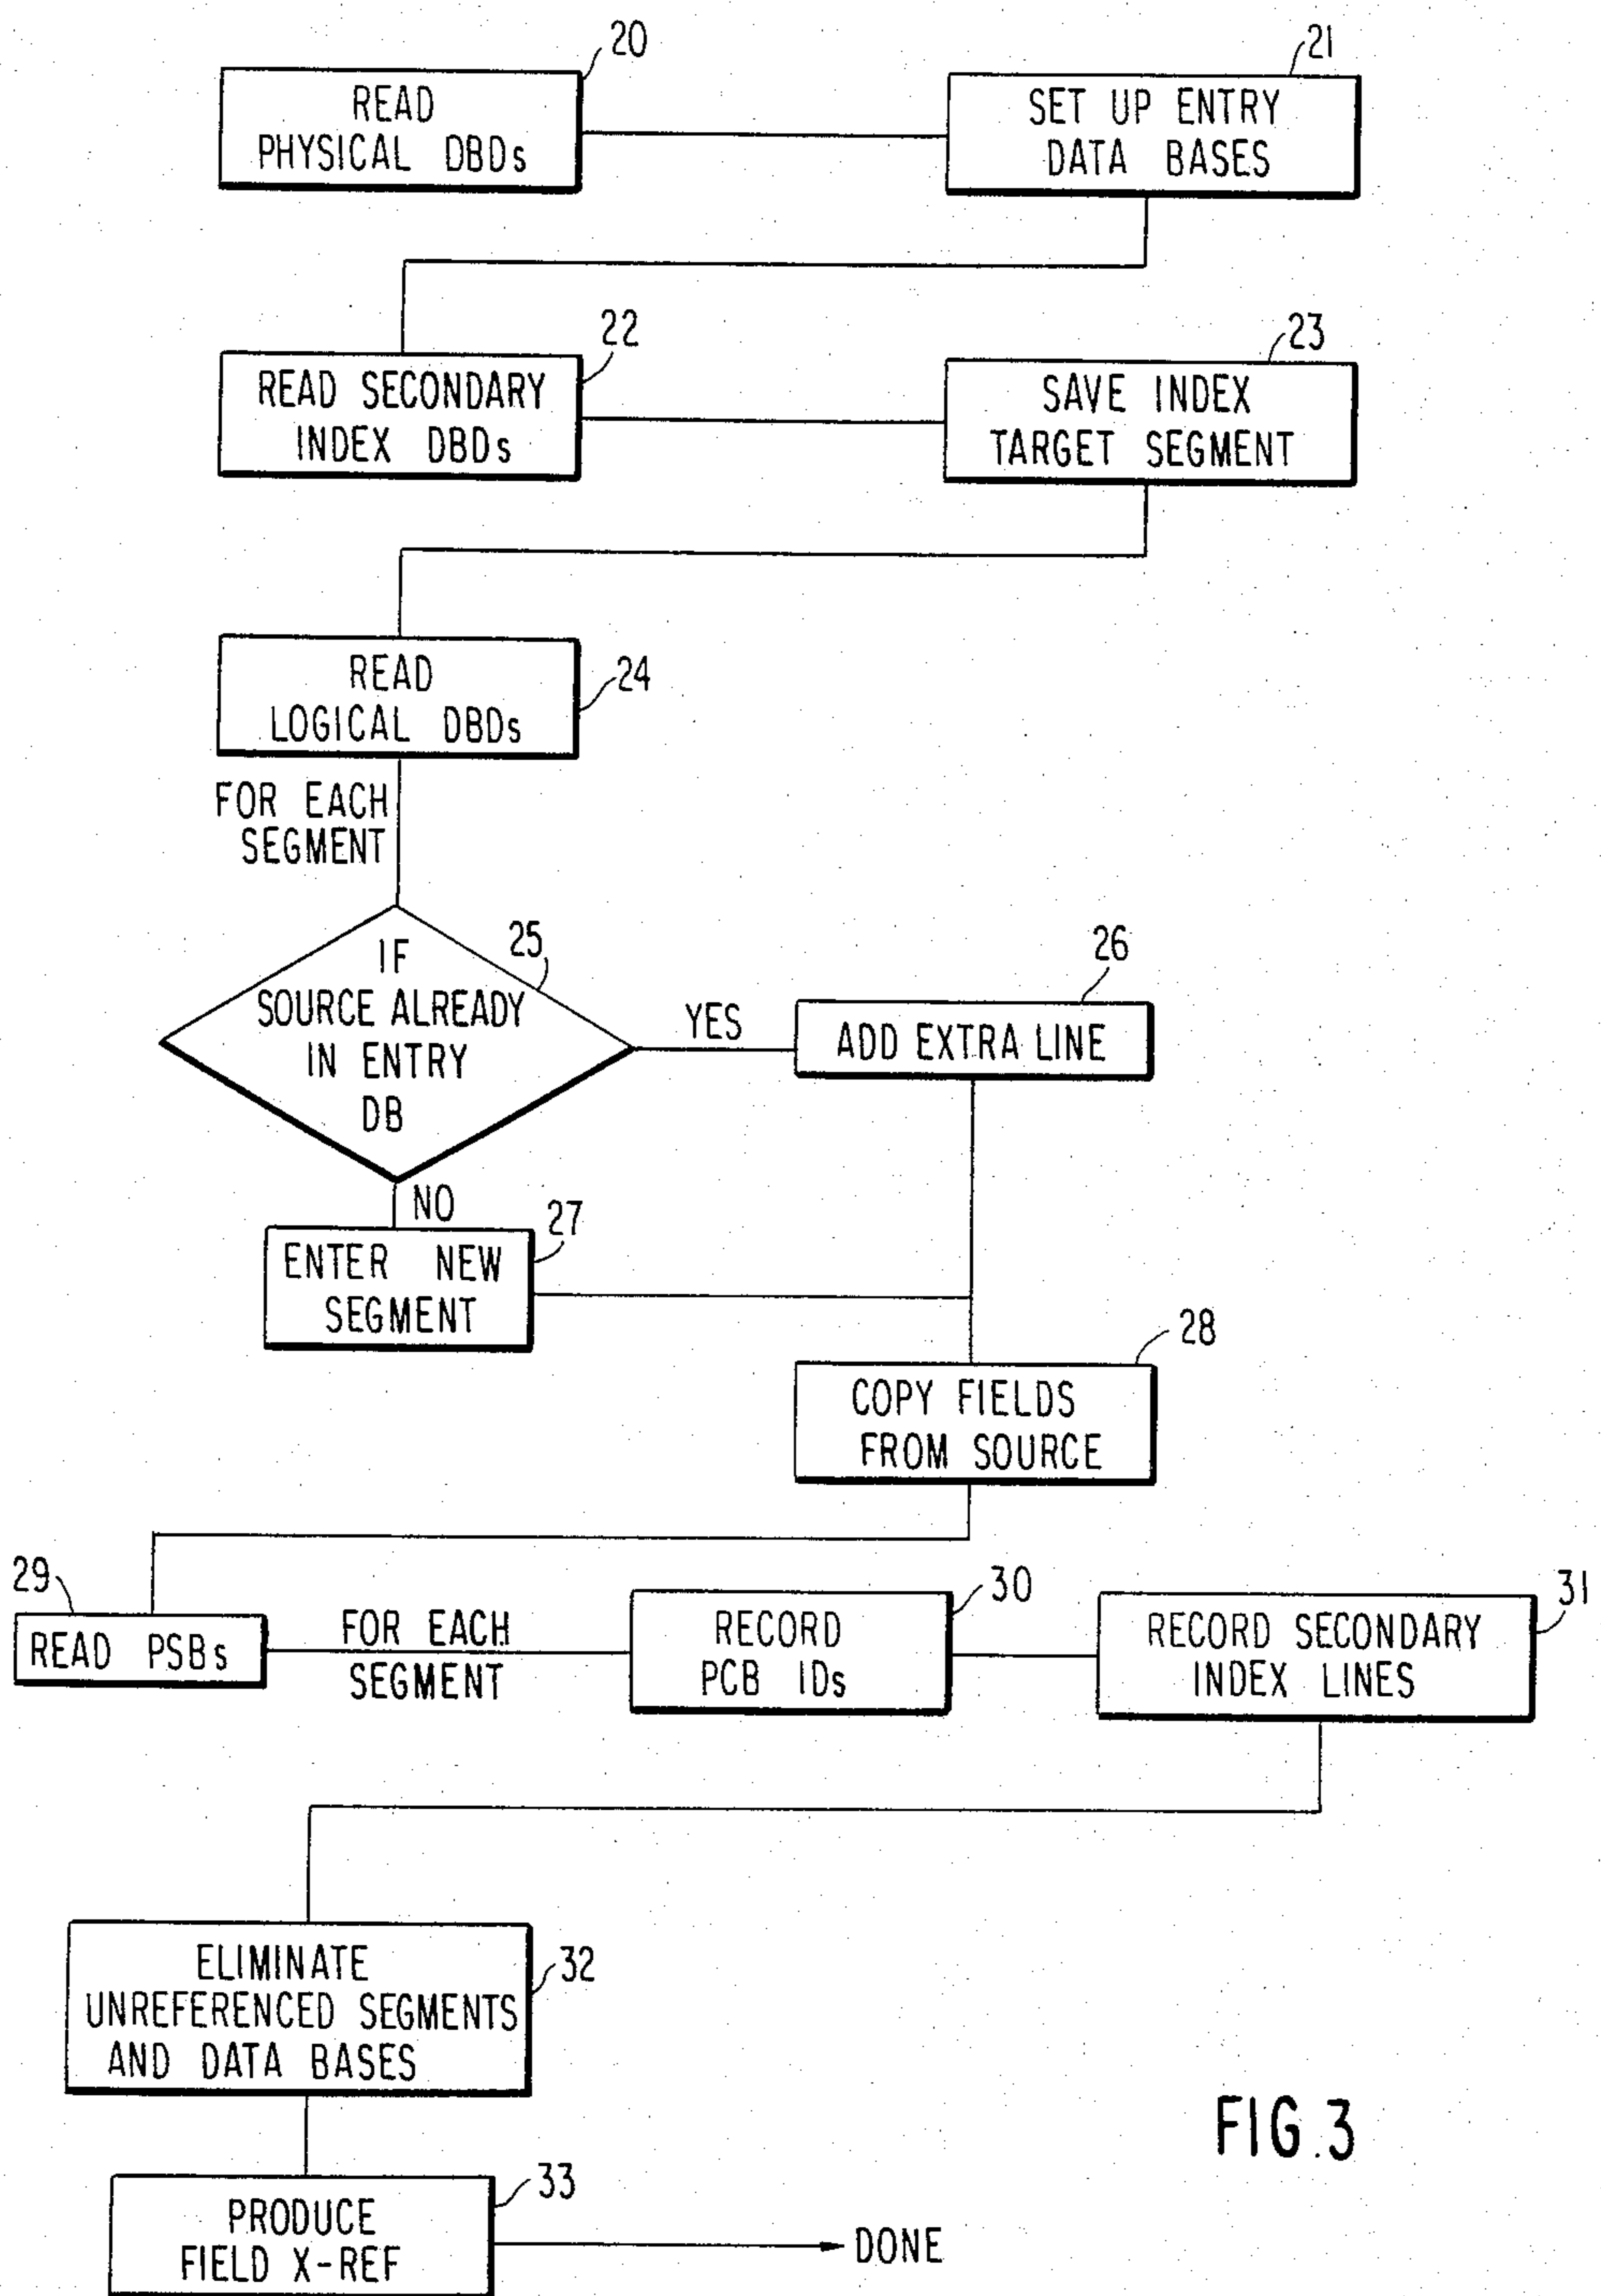 20
READ
PHYSICAL DBDs
21
SET UP ENTRY
DATA BASES
22
READ SECONDARY
INDEX DBDs
23
SAVE INDEX
TARGET SEGMENT
READ
LOGICAL DBDs
24
FOR EACH
SEGMENT
25
IF
SOURCE ALREADY
IN ENTRY
DB
YES
26
ADD EXTRA LINE
NO
27
ENTER NEW
SEGMENT
28
COPY FIELDS
FROM SOURCE
29
READ PSBs
FOR EACH
SEGMENT
30
RECORD
PCB IDs
31
RECORD SECONDARY
INDEX LINES
ELIMINATE
UNREFERENCED SEGMENTS
AND DATA BASES
32
33
PRODUCE
FIELD X-REF
DONE
FIG.3